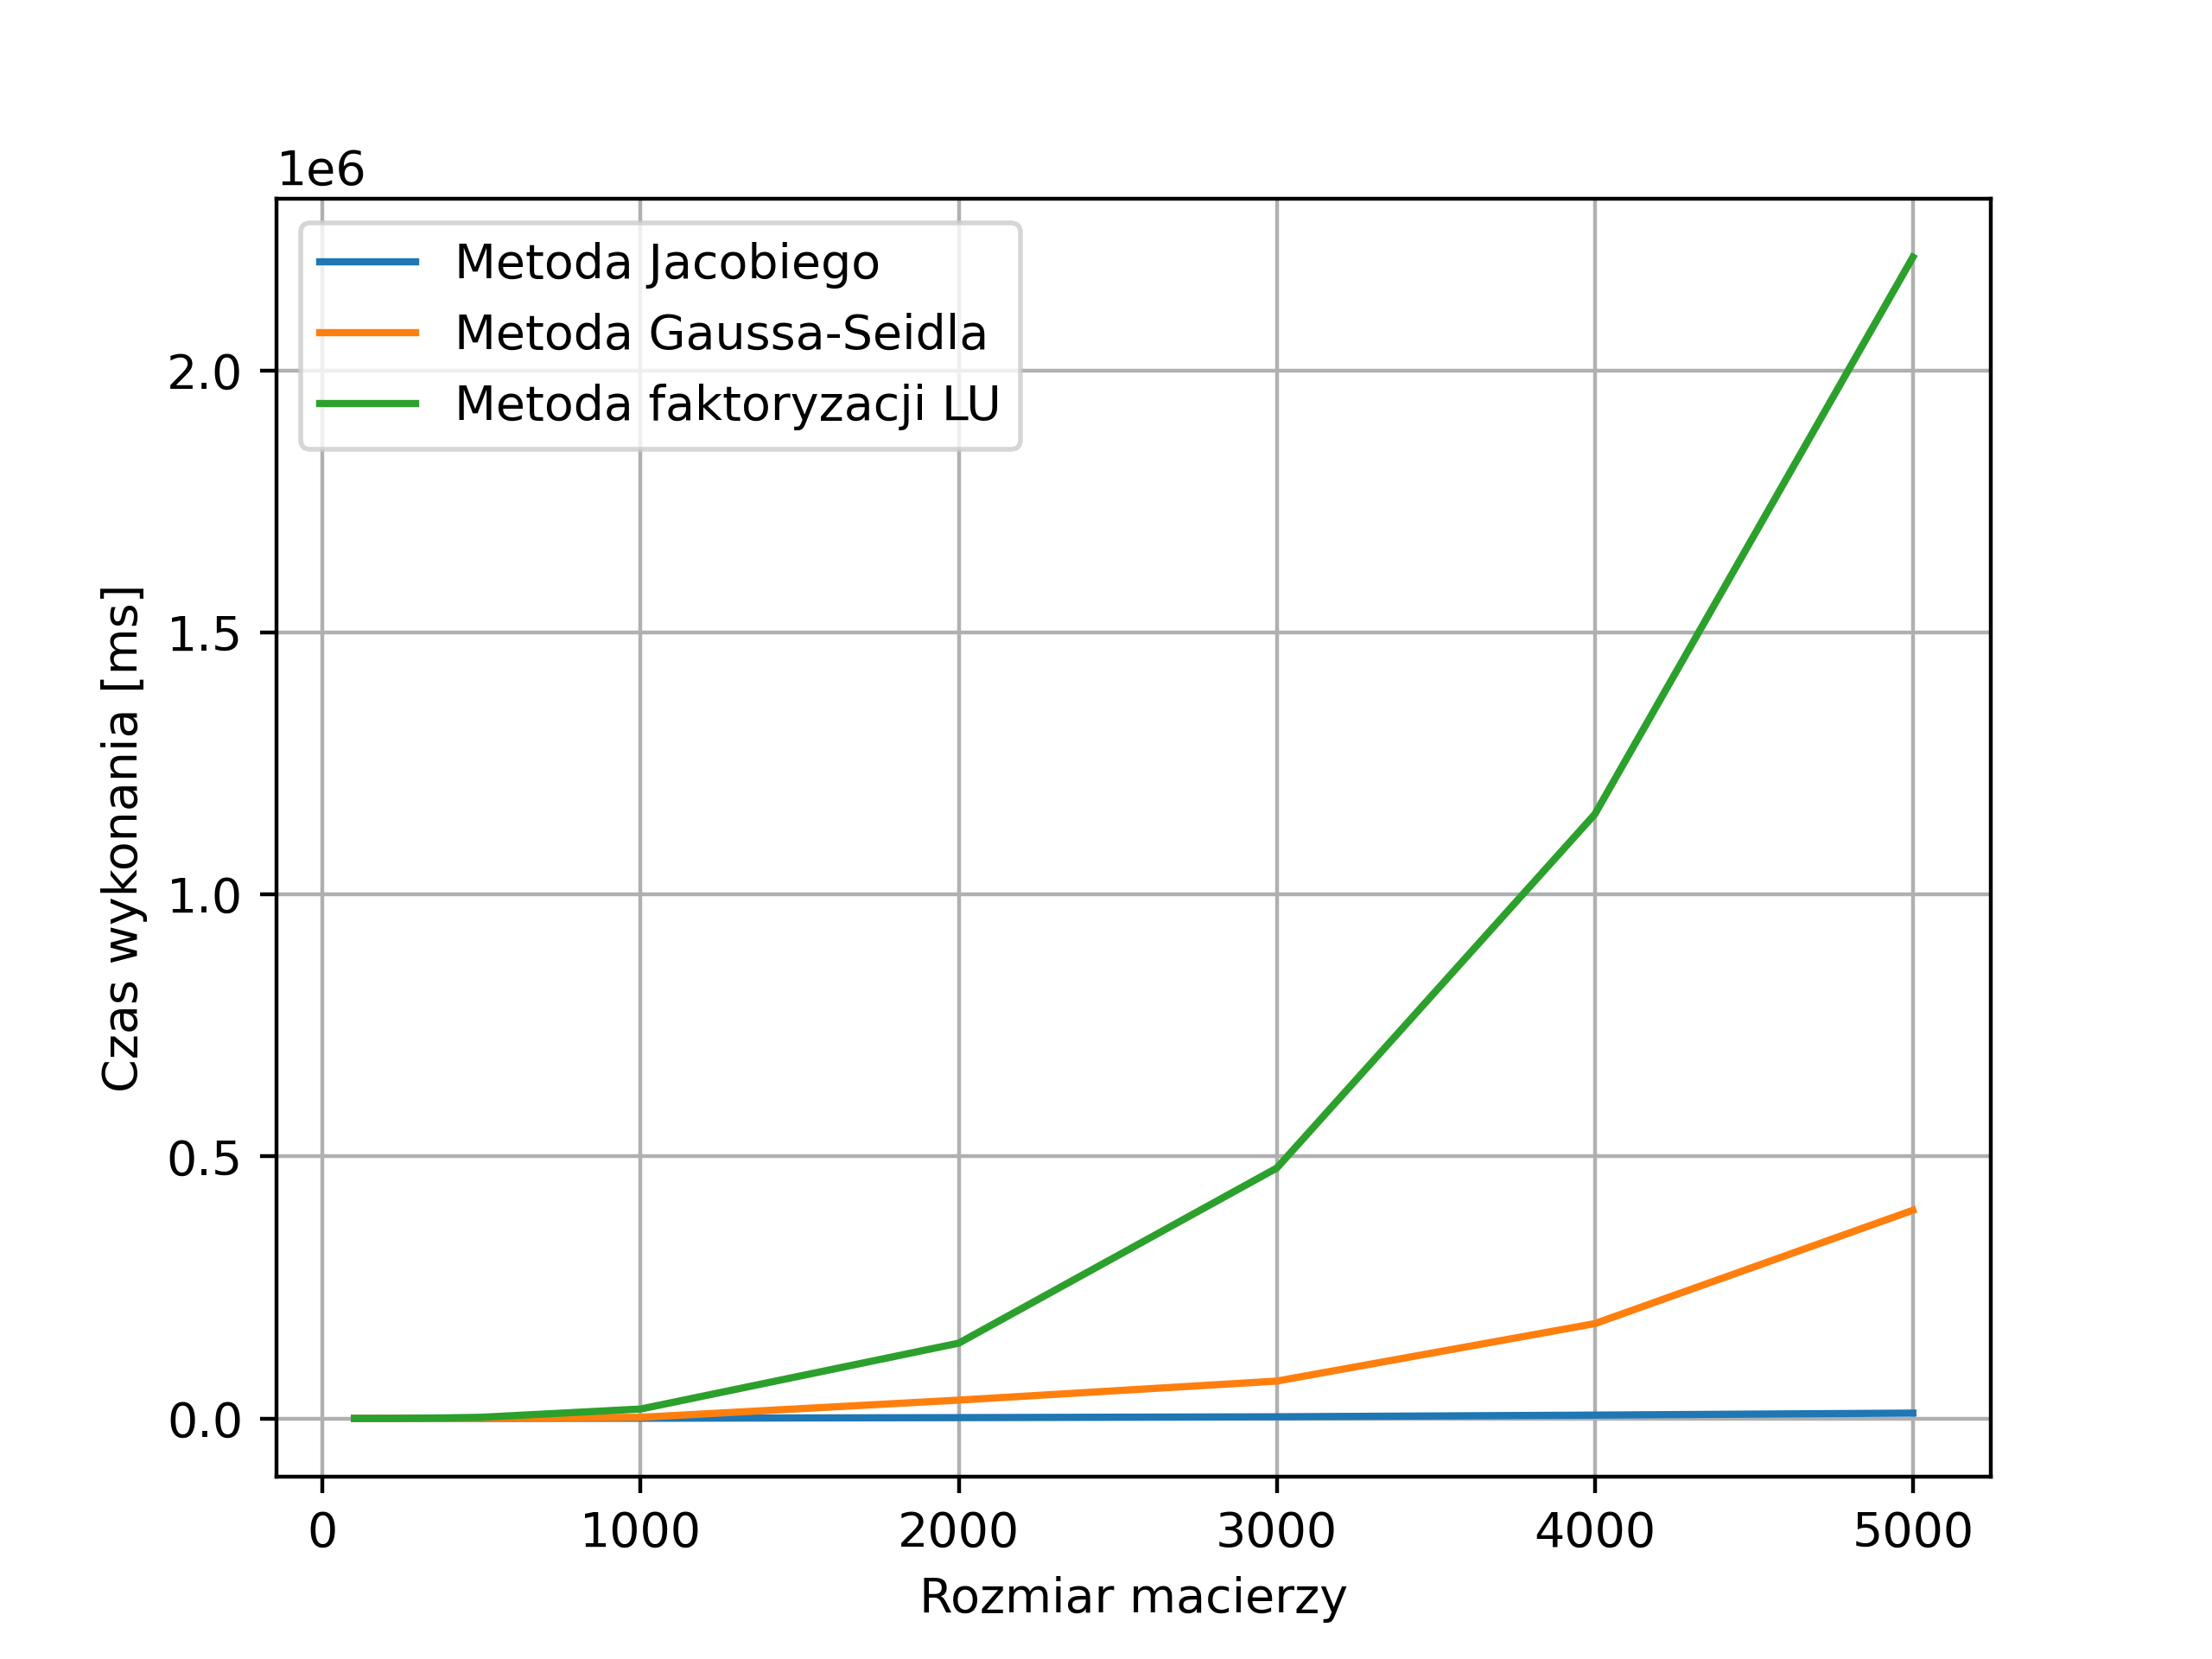 1e6
Metoda Jacobiego
Metoda Gaussa-Seidla
Metoda faktoryzacji LU
2.0
1.5
1.0
0.5
0.0
Czas wykonania [ms]
0 1000 2000 3000 4000 5000
Rozmiar macierzy